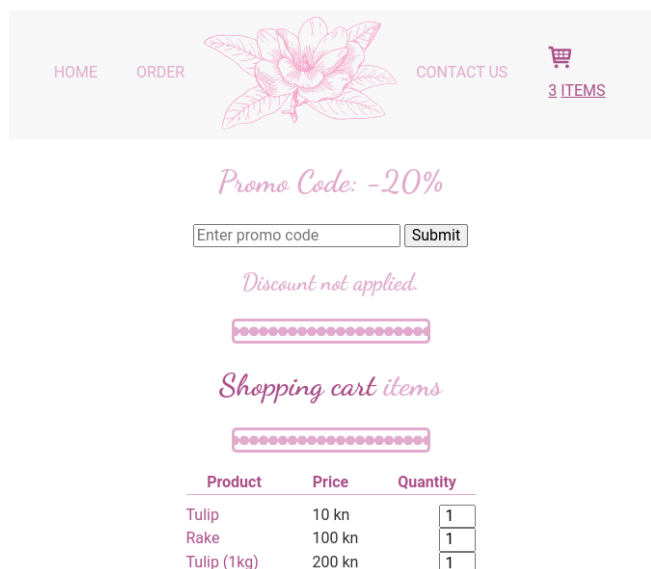 HOME ORDER CONTACT US
3 ITEMS
Promo Code: -20%
Enter promo code Submit
Discount not applied.
Shopping cart items
Product Price Quantity
Tulip 10 kn 1
Rake 100 kn 1
Tulip (1kg) 200 kn 1